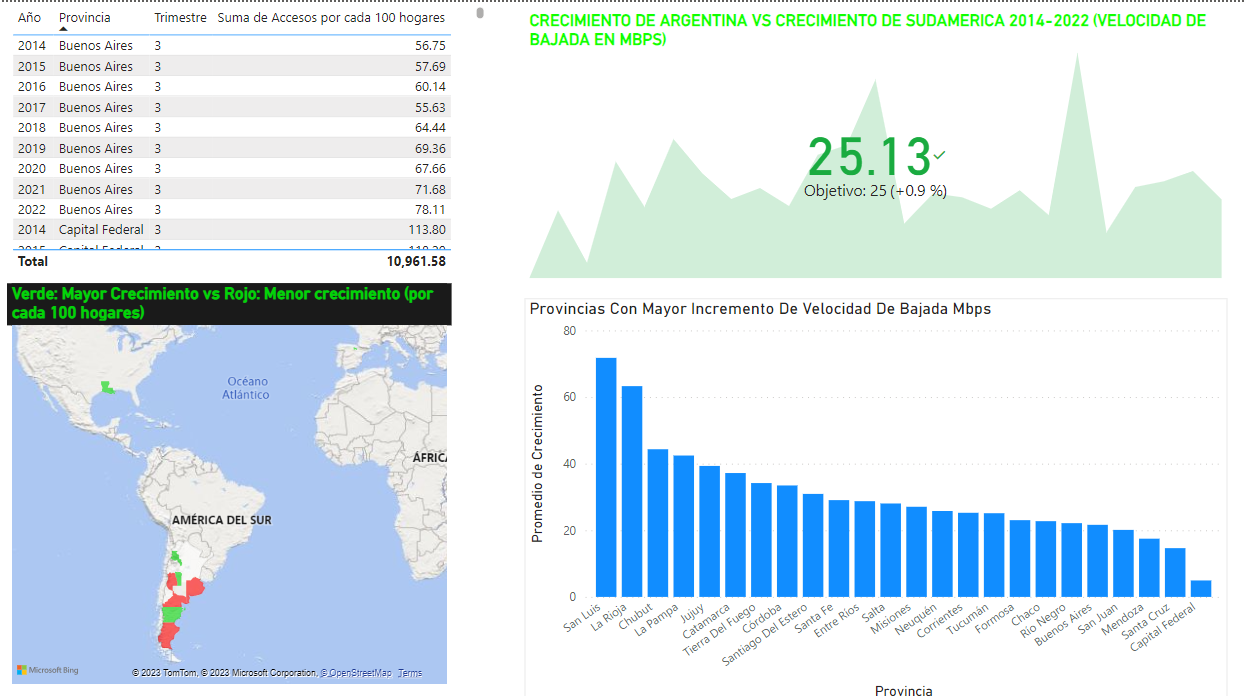 Año Provincia Trimestre Suma de Accesos por cada 100 hogares
2014 Buenos Aires 3 56.75
2015 Buenos Aires 3 57.69
2016 Buenos Aires 3 60.14
2017 Buenos Aires 3 55.63
2018 Buenos Aires 3 64.44
2019 Buenos Aires 3 69.36
2020 Buenos Aires 3 67.66
2021 Buenos Aires 3 71.68
2022 Buenos Aires 3 78.11
2014 Capital Federal 3 113.80
2015 Capital Federal 3
Total 10,961.58
Verde: Mayor Crecimiento vs Rojo: Menor crecimiento (por
cada 100 hogares)
Océano
Atlántico
ÁFRICA
AMÉRICA DEL SUR
Microsoft Bing
© 2023 TomTom, © 2023 Microsoft Corporation, © OpenStreetMap Terms
CRECIMIENTO DE ARGENTINA VS CRECIMIENTO DE SUDAMERICA 2014-2022 (VELOCIDAD DE
BAJADA EN MBPS)
25.13
Objetivo: 25 (+0.9 %)
Provincias Con Mayor Incremento De Velocidad De Bajada Mbps
Promedio de Crecimiento
80
60
40
20
0
San Luis
La Rioja
Chubut
La Pampa
Jujuy
Catamarca
Tierra Del Fuego
Córdoba
Santiago Del Estero
Santa Fe
Entre Ríos
Salta
Misiones
Neuquén
Corrientes
Tucumán
Formosa
Chaco
Río Negro
Buenos Aires
San Juan
Mendoza
Santa Cruz
Capital Federal
Provincia